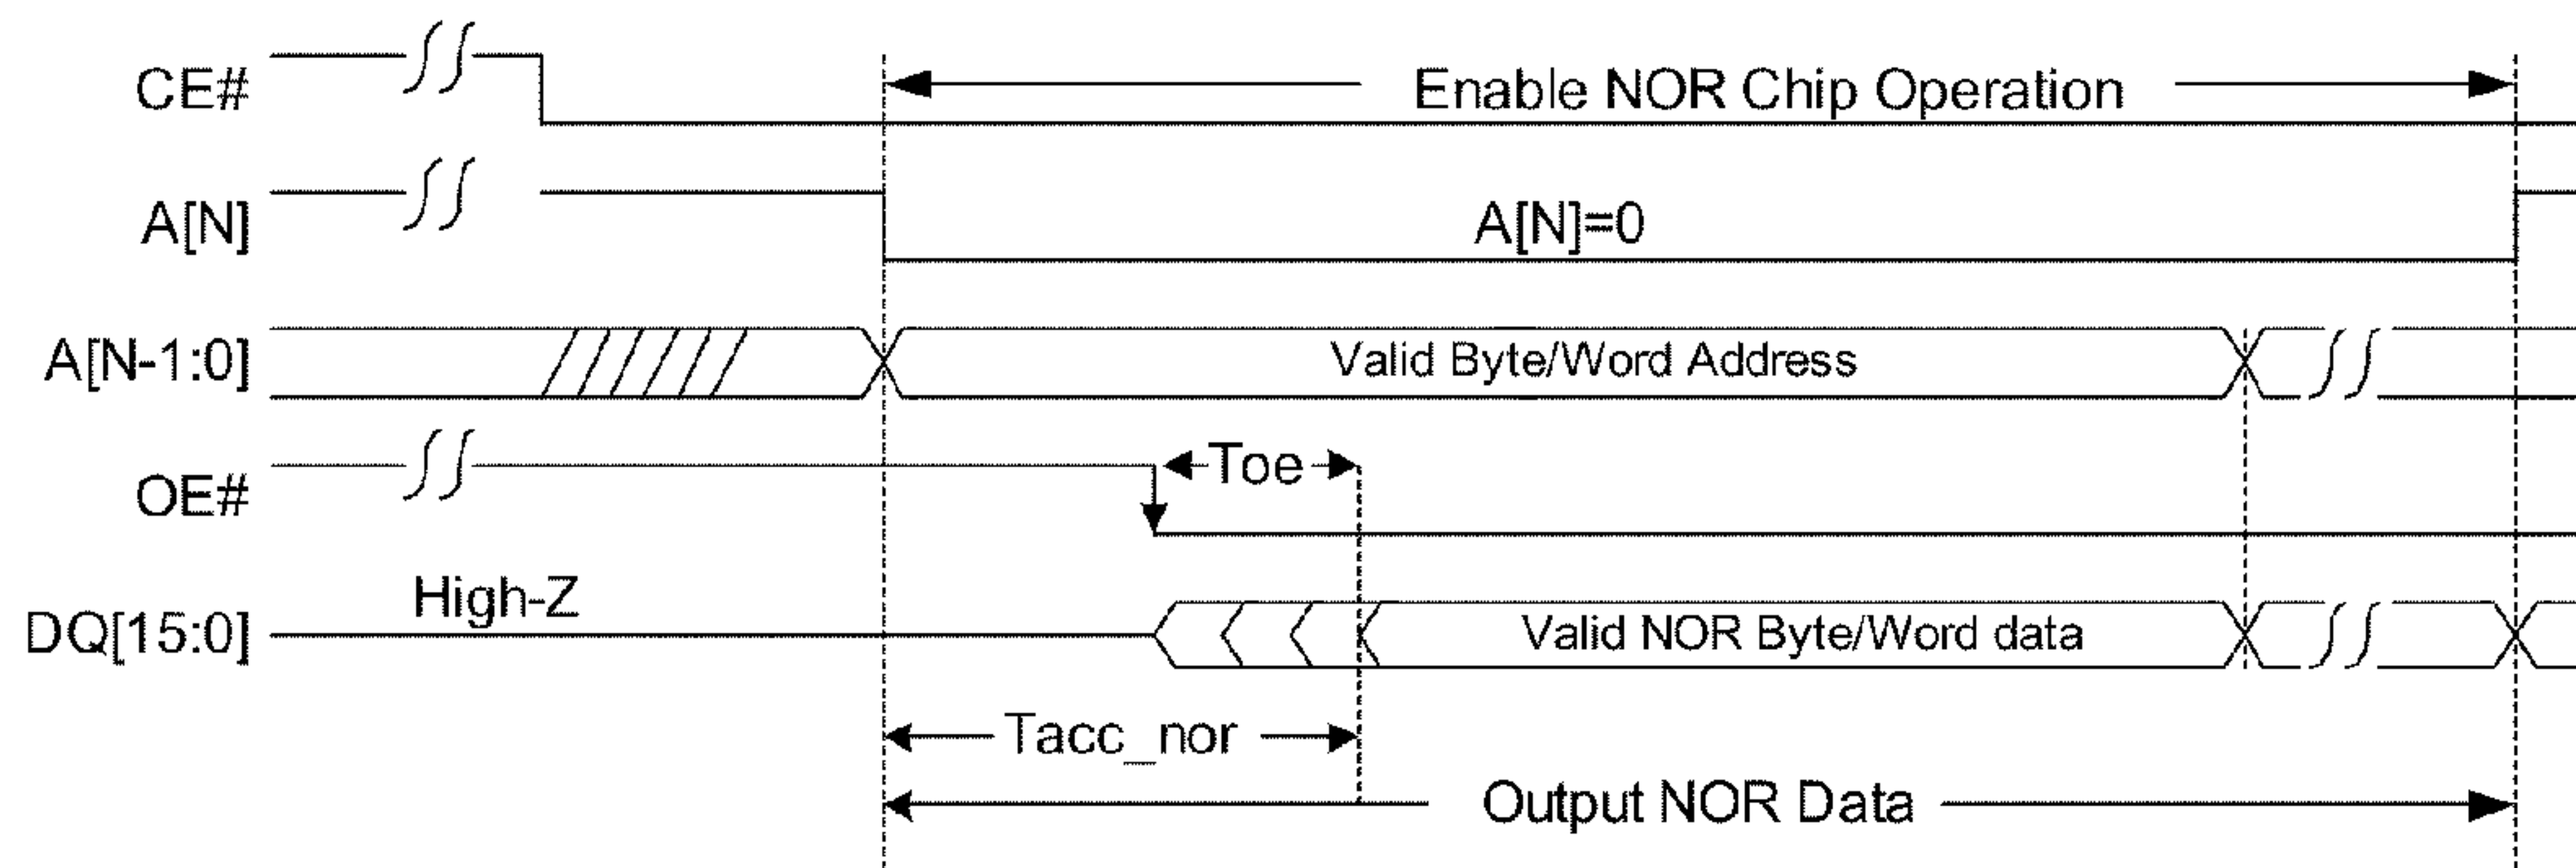 CE#
Enable NOR Chip Operation
A[N]
A[N]=0
A[N-1:0]
Valid Byte/Word Address
OE#
Toe
DQ[15:0]
High-Z
Valid NOR Byte/Word data
Tacc_nor
Output NOR Data